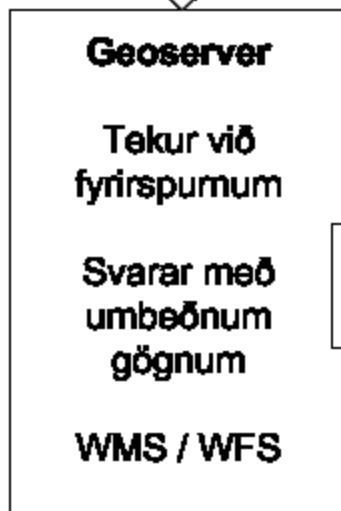 Geoserver
Tekur við
fyrirspurnum
Svarar með
umbeðnum
gögnum
WMS / WFS